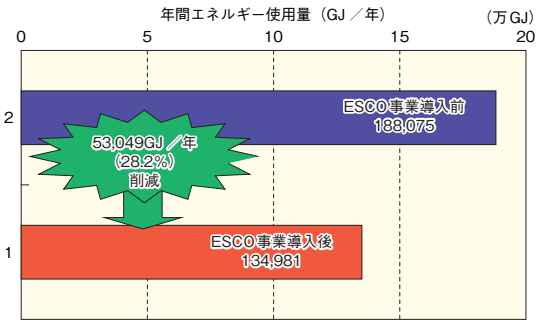 年間エネルギー使用量（GJ／年）
（万GJ）
0 5 10 15 20
2
ESCO事業導入前
188,075
53,049GJ／年
（28.2％）
削減
1
ESCO事業導入後
134,981